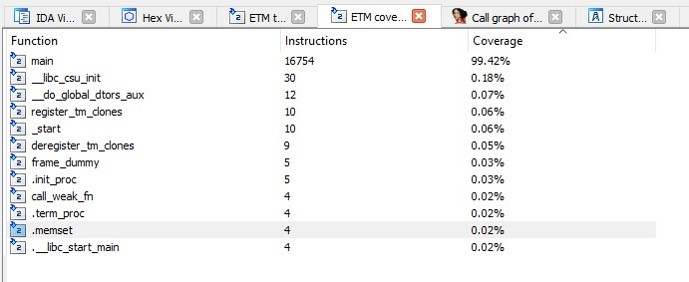 IDA Vi... Hex Vi... ETM t... ETM cove... Call graph of... Struct...
Function Instructions Coverage
main 16754 99.42%
__libc_csu_init 30 0.18%
__do_global_dtors_aux 12 0.07%
register_tm_clones 10 0.06%
_start 10 0.06%
deregister_tm_clones 9 0.05%
frame_dummy 5 0.03%
.init_proc 5 0.03%
call_weak_fn 4 0.02%
.term_proc 4 0.02%
.memset 4 0.02%
.__libc_start_main 4 0.02%